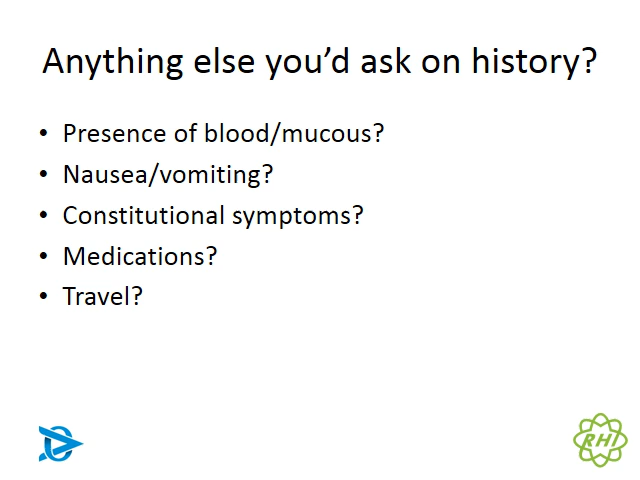 Anything else you’d ask on history?
• Presence of blood/mucous?
• Nausea/vomiting?
• Constitutional symptoms?
• Medications?
• Travel?
RHI